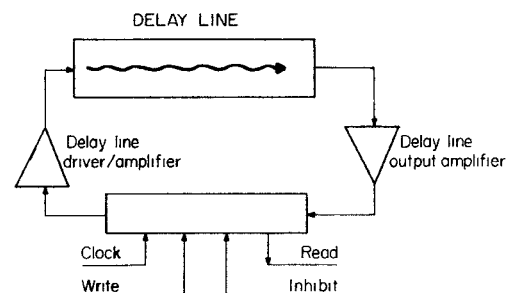 DELAY LINE
Delay line
driver/amplifier
Delay line
output amplifier
Clock
Read
Write
Inhibit